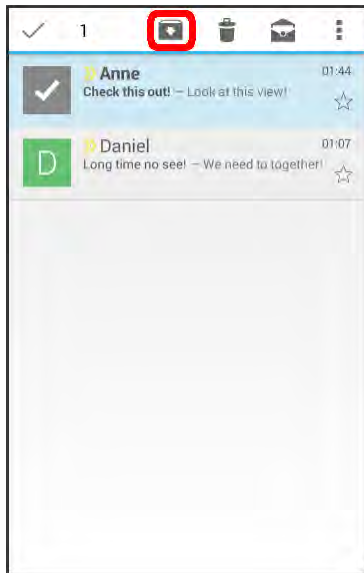 1
Anne
01:44
Check this out! – Look at this view!
D
Daniel
01:07
Long time no see! – We need to together!